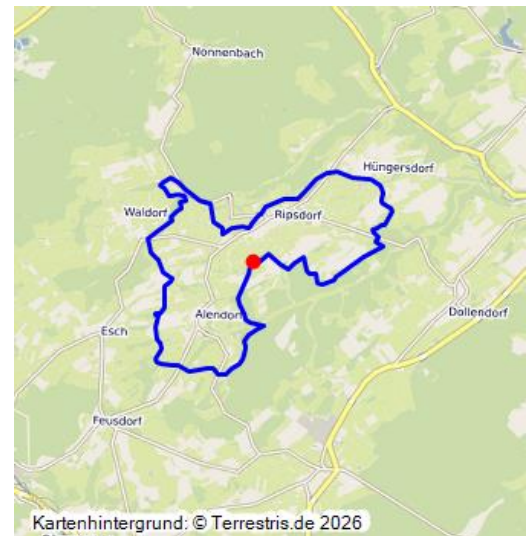 Nonnenbach
Hüngersdorf
Waldorf
Ripsdorf
Alendorf
Dollendorf
Esch
Feusdorf
Kartenhintergrund: © Terrestris.de 2026